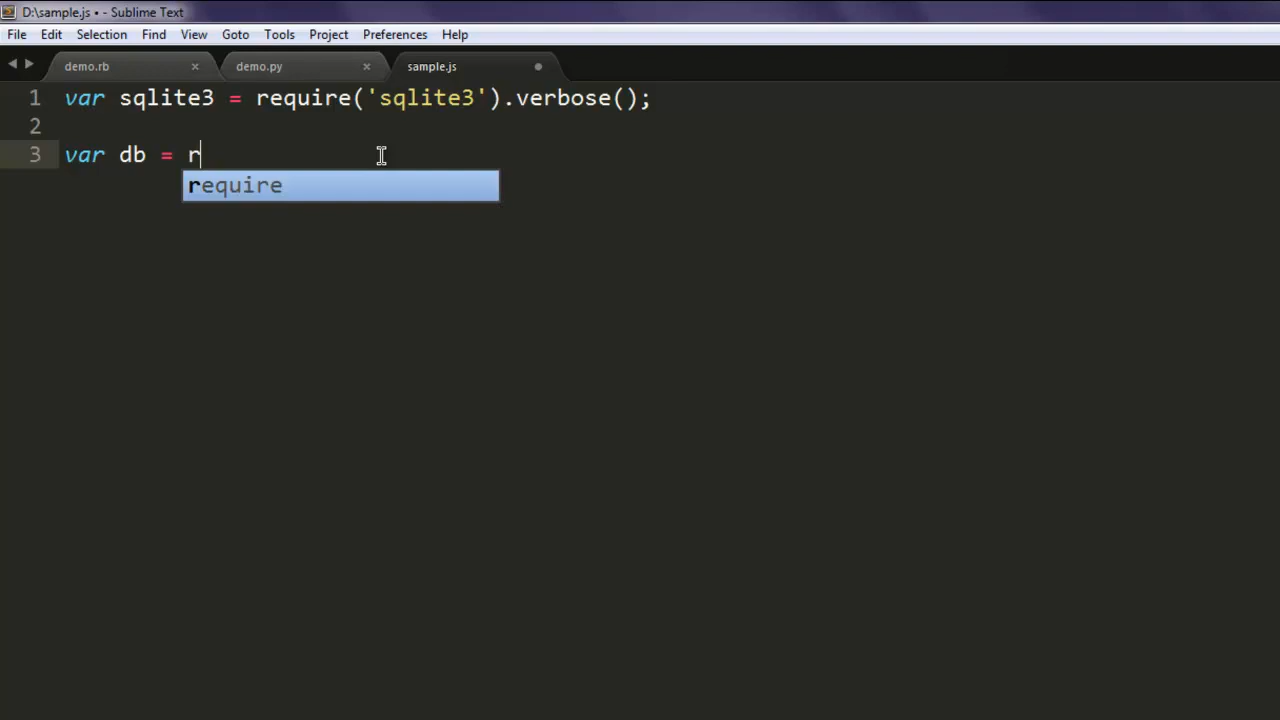 D:\sample.js • - Sublime Text
File Edit Selection Find View Goto Tools Project Preferences Help
demo.rb × demo.py × sample.js
1 var sqlite3 = require('sqlite3').verbose();
2
3 var db = r
require